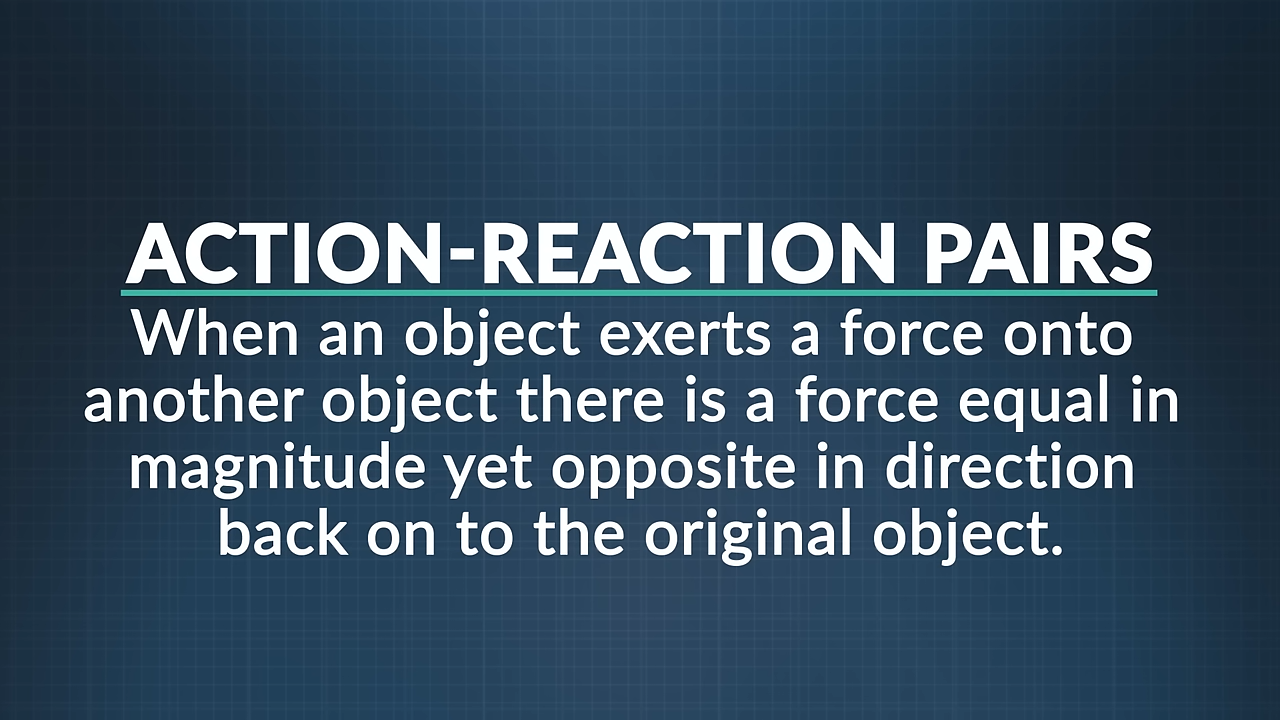 ACTION-REACTION PAIRS
When an object exerts a force onto
another object there is a force equal in
magnitude yet opposite in direction
back on to the original object.